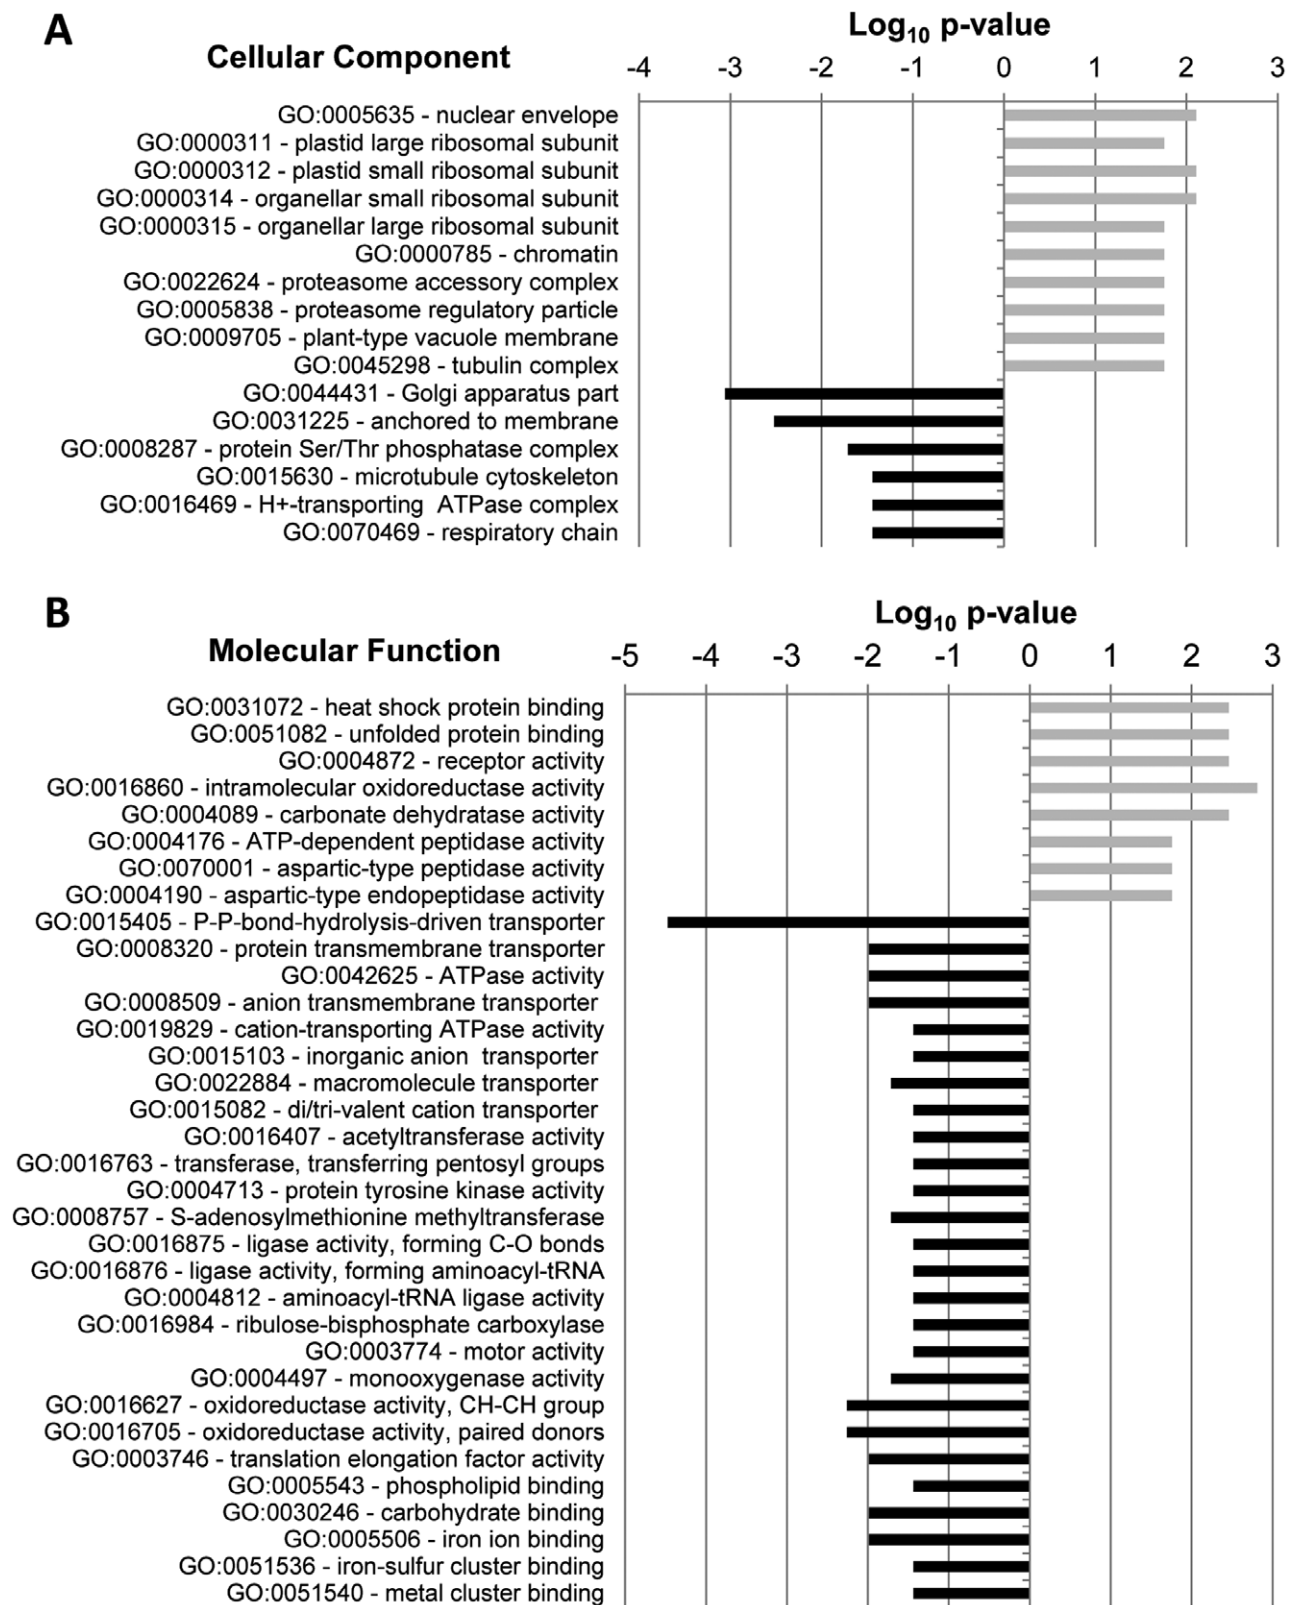 A
Log10 p-value
Cellular Component
-4 -3 -2 -1 0 1 2 3
GO:0005635 - nuclear envelope
GO:0000311 - plastid large ribosomal subunit
GO:0000312 - plastid small ribosomal subunit
GO:0000314 - organellar small ribosomal subunit
GO:0000315 - organellar large ribosomal subunit
GO:0000785 - chromatin
GO:0022624 - proteasome accessory complex
GO:0005838 - proteasome regulatory particle
GO:0009705 - plant-type vacuole membrane
GO:0045298 - tubulin complex
GO:0044431 - Golgi apparatus part
GO:0031225 - anchored to membrane
GO:0008287 - protein Ser/Thr phosphatase complex
GO:0015630 - microtubule cytoskeleton
GO:0016469 - H+-transporting ATPase complex
GO:0070469 - respiratory chain
B
Log10 p-value
Molecular Function
-5 -4 -3 -2 -1 0 1 2 3
GO:0031072 - heat shock protein binding
GO:0051082 - unfolded protein binding
GO:0004872 - receptor activity
GO:0016860 - intramolecular oxidoreductase activity
GO:0004089 - carbonate dehydratase activity
GO:0004176 - ATP-dependent peptidase activity
GO:0070001 - aspartic-type peptidase activity
GO:0004190 - aspartic-type endopeptidase activity
GO:0015405 - P-P-bond-hydrolysis-driven transporter
GO:0008320 - protein transmembrane transporter
GO:0042625 - ATPase activity
GO:0008509 - anion transmembrane transporter
GO:0019829 - cation-transporting ATPase activity
GO:0015103 - inorganic anion transporter
GO:0022884 - macromolecule transporter
GO:0015082 - di/tri-valent cation transporter
GO:0016407 - acetyltransferase activity
GO:0016763 - transferase, transferring pentosyl groups
GO:0004713 - protein tyrosine kinase activity
GO:0008757 - S-adenosylmethionine methyltransferase
GO:0016875 - ligase activity, forming C-O bonds
GO:0016876 - ligase activity, forming aminoacyl-tRNA
GO:0004812 - aminoacyl-tRNA ligase activity
GO:0016984 - ribulose-bisphosphate carboxylase
GO:0003774 - motor activity
GO:0004497 - monooxygenase activity
GO:0016627 - oxidoreductase activity, CH-CH group
GO:0016705 - oxidoreductase activity, paired donors
GO:0003746 - translation elongation factor activity
GO:0005543 - phospholipid binding
GO:0030246 - carbohydrate binding
GO:0005506 - iron ion binding
GO:0051536 - iron-sulfur cluster binding
GO:0051540 - metal cluster binding